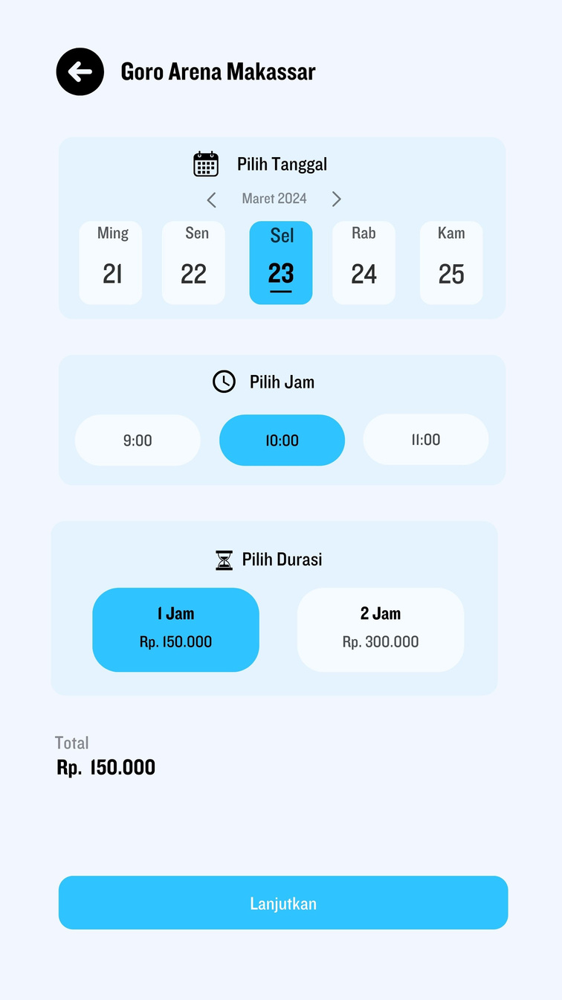 Goro Arena Makassar
Pilih Tanggal
Maret 2024
Ming Sen Sel Rab Kam
21 22 23 24 25
Pilih Jam
9:00 10:00 11:00
Pilih Durasi
1 Jam 2 Jam
Rp. 150.000 Rp. 300.000
Total
Rp. 150.000
Lanjutkan